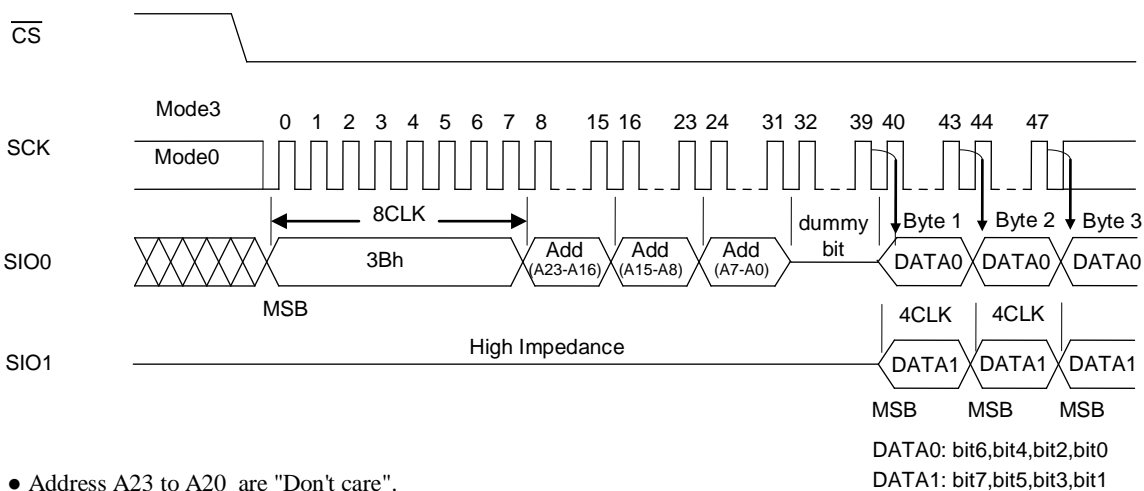 CS
Mode3
0 1 2 3 4 5 6 7 8 15 16 23 24 31 32 39 40 43 44 47
SCK
Mode0
8CLK
dummy bit
Byte 1 Byte 2 Byte 3
SIO0
3Bh
Add (A23-A16)
Add (A15-A8)
Add (A7-A0)
DATA0 DATA0 DATA0
MSB
4CLK 4CLK
High Impedance
SIO1
DATA1 DATA1 DATA1
MSB MSB MSB
DATA0: bit6,bit4,bit2,bit0
DATA1: bit7,bit5,bit3,bit1
● Address A23 to A20 are "Don't care".